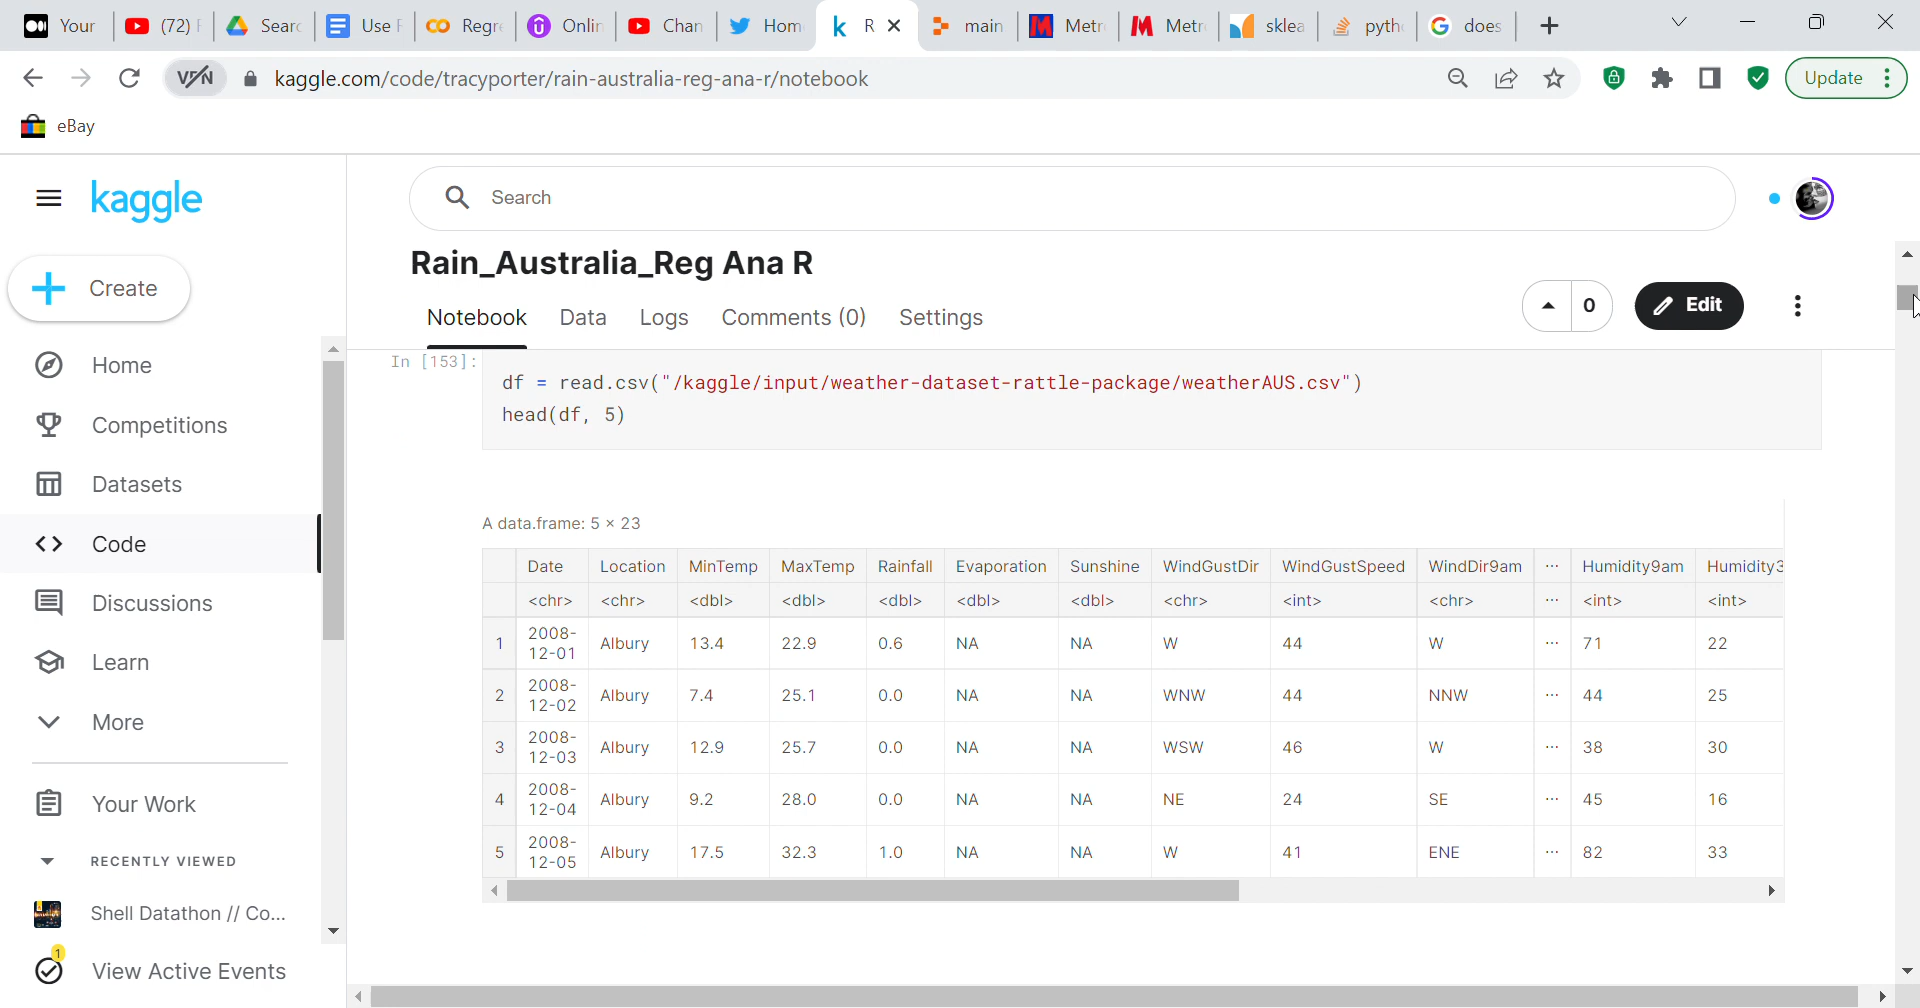 Your (72) F Searc Use F Regre Onlin Chan Hom R main Metr Metr sklea pytho does
VPN kaggle.com/code/tracyporter/rain-australia-reg-ana-r/notebook Update
eBay
kaggle Search
Rain_Australia_Reg Ana R
Create
0 Edit
Notebook Data Logs Comments (0) Settings
Home
Competitions
Datasets
Code
Discussions
Learn
More
Your Work
RECENTLY VIEWED
Shell Datathon // Co...
1
View Active Events
In [153]:
df = read.csv("/kaggle/input/weather-dataset-rattle-package/weatherAUS.csv")
head(df, 5)
A data.frame: 5 × 23
Date Location MinTemp MaxTemp Rainfall Evaporation Sunshine WindGustDir WindGustSpeed WindDir9am ⋯ Humidity9am Humidity3
<chr> <chr> <dbl> <dbl> <dbl> <dbl> <dbl> <chr> <int> <chr> ⋯ <int> <int>
1 2008-12-01 Albury 13.4 22.9 0.6 NA NA W 44 W ⋯ 71 22
2 2008-12-02 Albury 7.4 25.1 0.0 NA NA WNW 44 NNW ⋯ 44 25
3 2008-12-03 Albury 12.9 25.7 0.0 NA NA WSW 46 W ⋯ 38 30
4 2008-12-04 Albury 9.2 28.0 0.0 NA NA NE 24 SE ⋯ 45 16
5 2008-12-05 Albury 17.5 32.3 1.0 NA NA W 41 ENE ⋯ 82 33